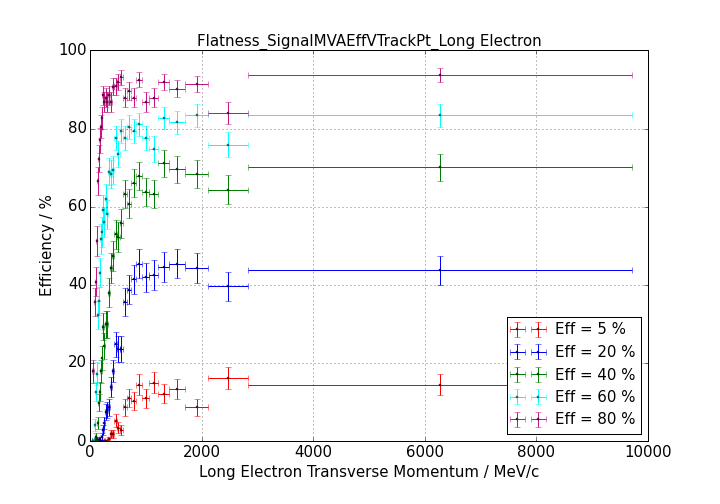 Flatness_SignalMVAEffVTrackPt_Long Electron
100
80
60
40
20
0
Efficiency / %
0 2000 4000 6000 8000 10000
Long Electron Transverse Momentum / MeV/c
Eff = 5 %
Eff = 20 %
Eff = 40 %
Eff = 60 %
Eff = 80 %